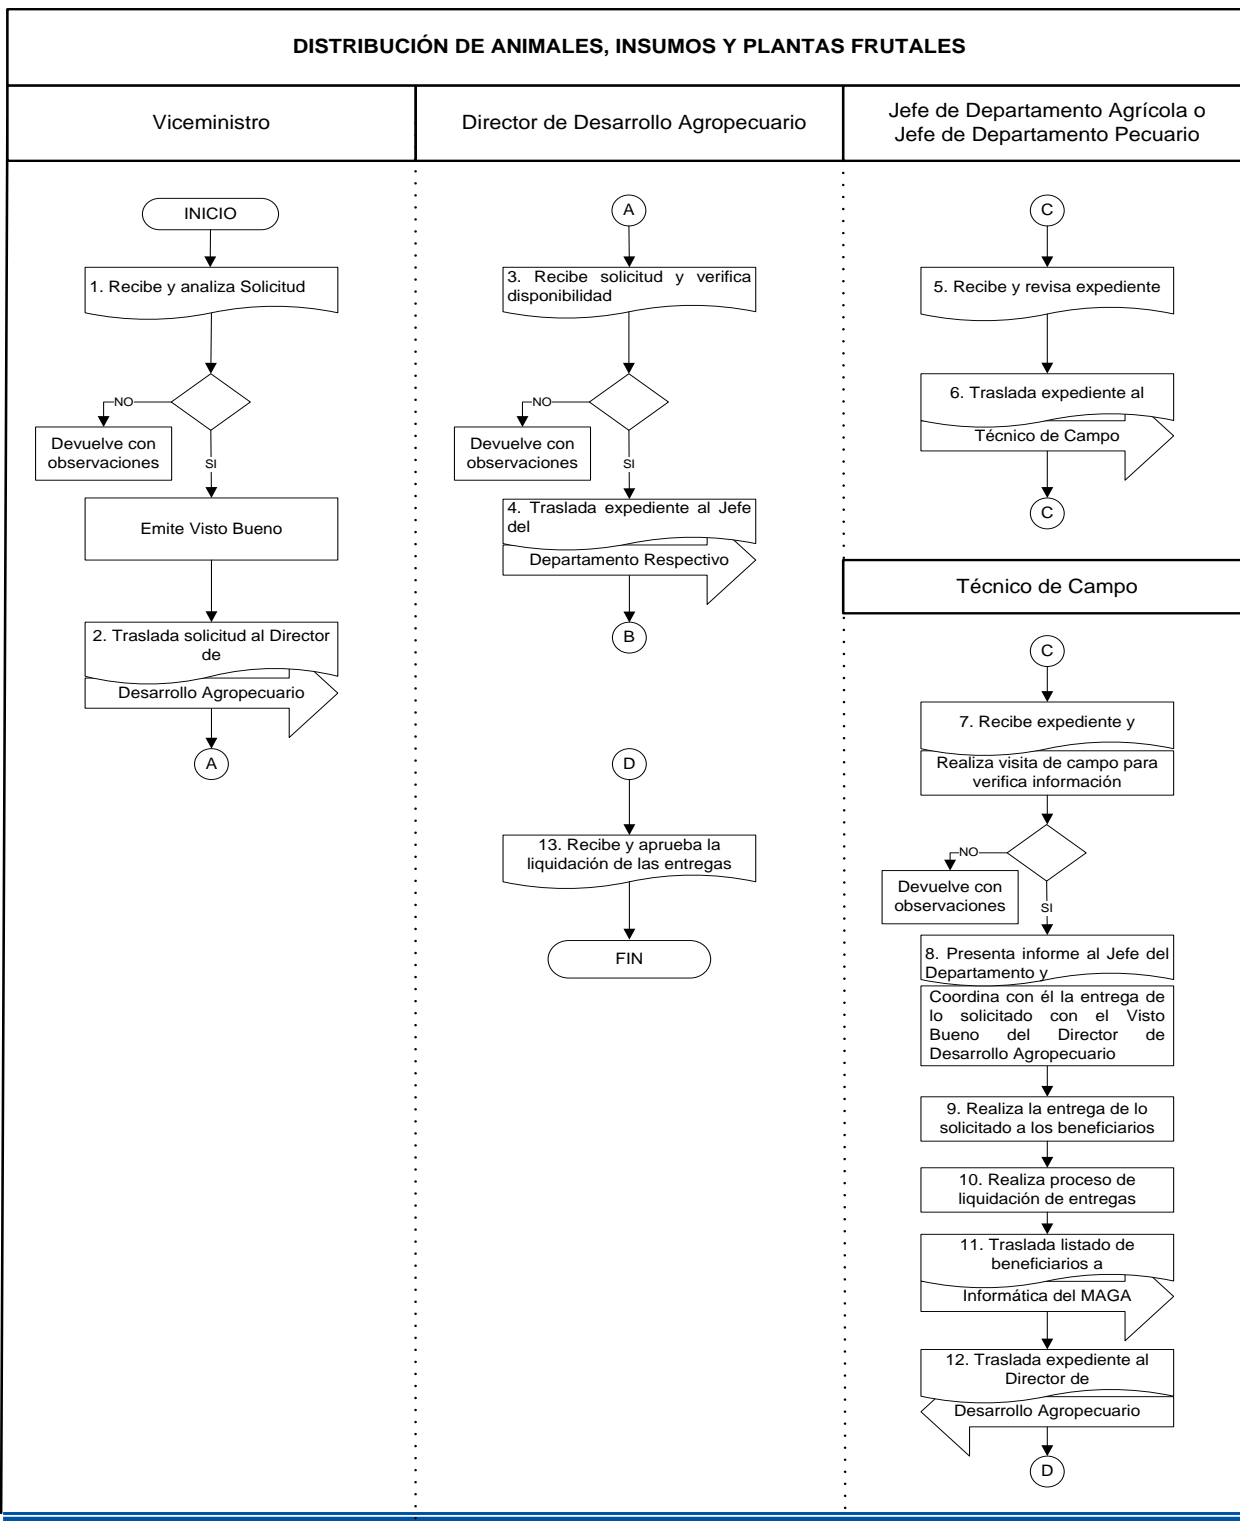 DISTRIBUCIÓN DE ANIMALES, INSUMOS Y PLANTAS FRUTALES
Viceministro
INICIO
1. Recibe y analiza Solicitud
NO
Devuelve con
observaciones
SI
Emite Visto Bueno
2. Traslada solicitud al Director
de
Desarrollo Agropecuario
A
Director de Desarrollo Agropecuario
A
3. Recibe solicitud y verifica
disponibilidad
NO
Devuelve con
observaciones
SI
4. Traslada expediente al Jefe
del
Departamento Respectivo
B
D
13. Recibe y aprueba la
liquidación de las entregas
FIN
Jefe de Departamento Agrícola o
Jefe de Departamento Pecuario
C
5. Recibe y revisa expediente
6. Traslada expediente al
Técnico de Campo
C
Técnico de Campo
C
7. Recibe expediente y
Realiza visita de campo para
verifica información
NO
Devuelve con
observaciones
SI
8. Presenta informe al Jefe del
Departamento y
Coordina con él la entrega de
lo solicitado con el Visto
Bueno del Director de
Desarrollo Agropecuario
9. Realiza la entrega de lo
solicitado a los beneficiarios
10. Realiza proceso de
liquidación de entregas
11. Traslada listado de
beneficiarios a
Informática del MAGA
12. Traslada expediente al
Director de
Desarrollo Agropecuario
D